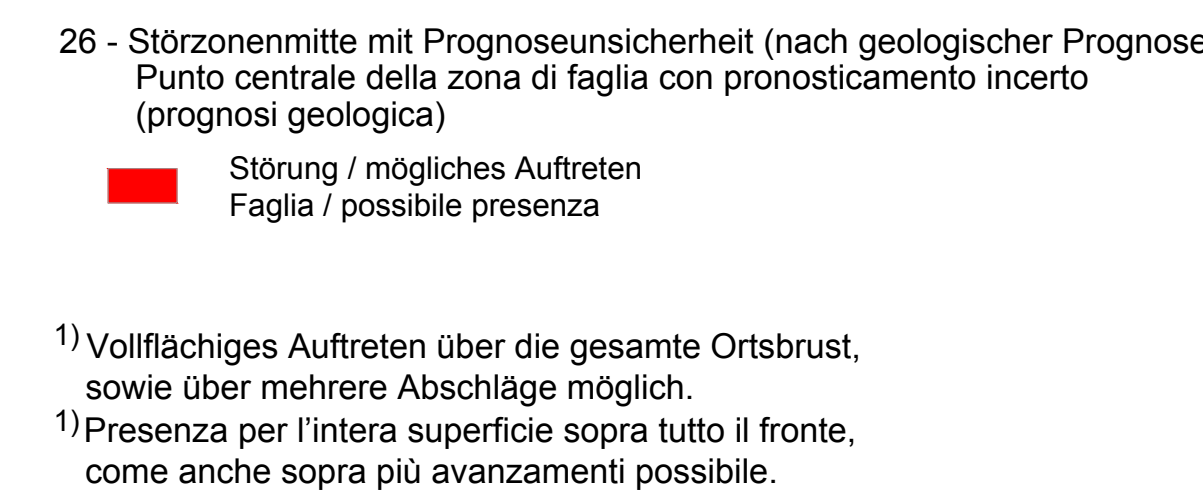 26 - Störzonenmitte mit Prognoseunsicherheit (nach geologischer Prognose
Punto centrale della zona di faglia con pronosticamento incerto
(prognosi geologica)
Störung / mögliches Auftreten
Faglia / possibile presenza
1) Vollflächiges Auftreten über die gesamte Ortsbrust,
sowie über mehrere Abschläge möglich.
1) Presenza per l'intera superficie sopra tutto il fronte,
come anche sopra più avanzamenti possibile.